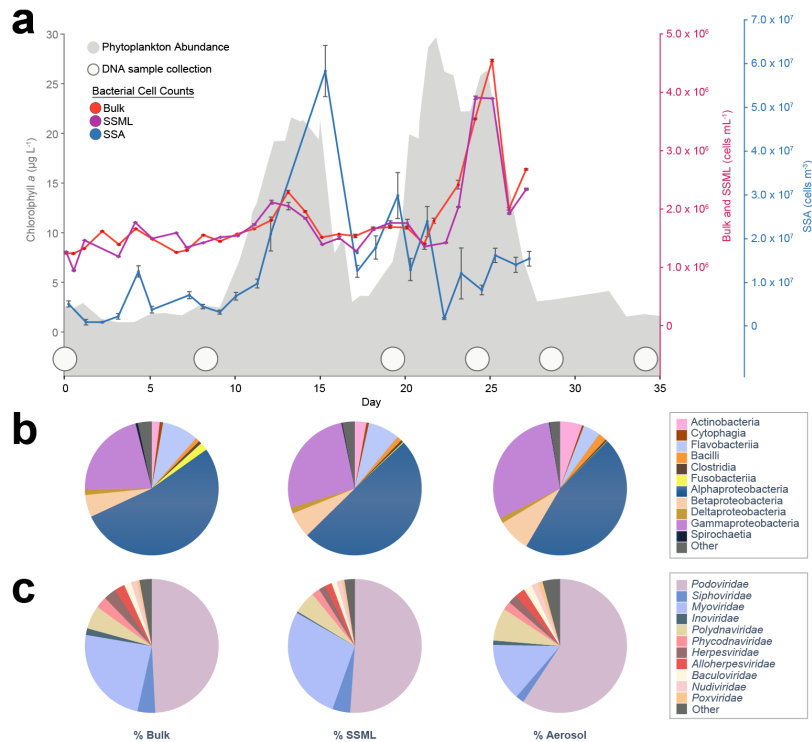 a
Phytoplankton Abundance
DNA sample collection
Bacterial Cell Counts
Bulk
SSML
SSA
Chlorophyll a (µg L⁻¹)
30
25
20
15
10
5
0
0 5 10 15 20 25 30 35
Day
5.0 x 10⁶
4.0 x 10⁶
3.0 x 10⁶
2.0 x 10⁶
1.0 x 10⁶
0
Bulk and SSML (cells mL⁻¹)
7.0 x 10⁷
6.0 x 10⁷
5.0 x 10⁷
4.0 x 10⁷
3.0 x 10⁷
2.0 x 10⁷
1.0 x 10⁷
0
SSA (cells m³)
b
Actinobacteria
Cytophagia
Flavobacteriia
Bacilli
Clostridia
Fusobacteriia
Alphaproteobacteria
Betaproteobacteria
Deltaproteobacteria
Gammaproteobacteria
Spirochaetia
Other
c
Podoviridae
Siphoviridae
Myoviridae
Inoviridae
Polydnaviridae
Phycodnaviridae
Herpesviridae
Alloherpesviridae
Baculoviridae
Nudiviridae
Poxviridae
Other
% Bulk % SSML % Aerosol